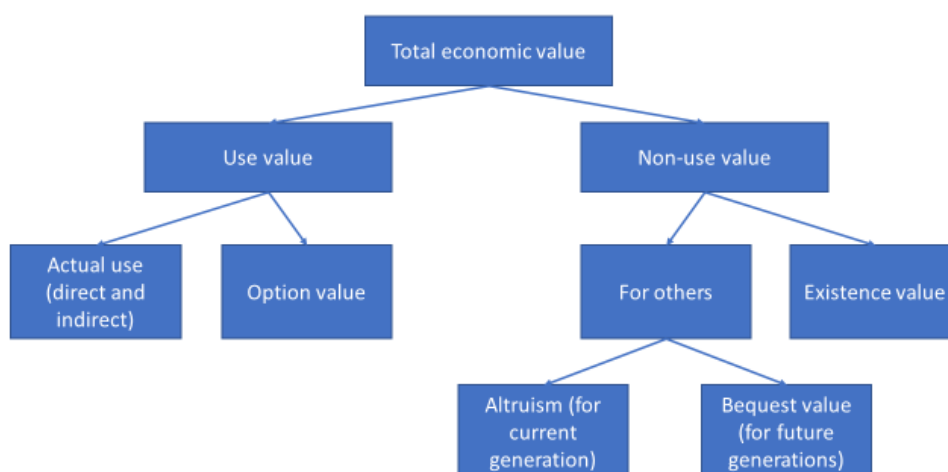 Total economic value
Use value
Non-use value
Actual use
(direct and
indirect)
Option value
For others
Existence value
Altruism (for
current
generation)
Bequest value
(for future
generations)